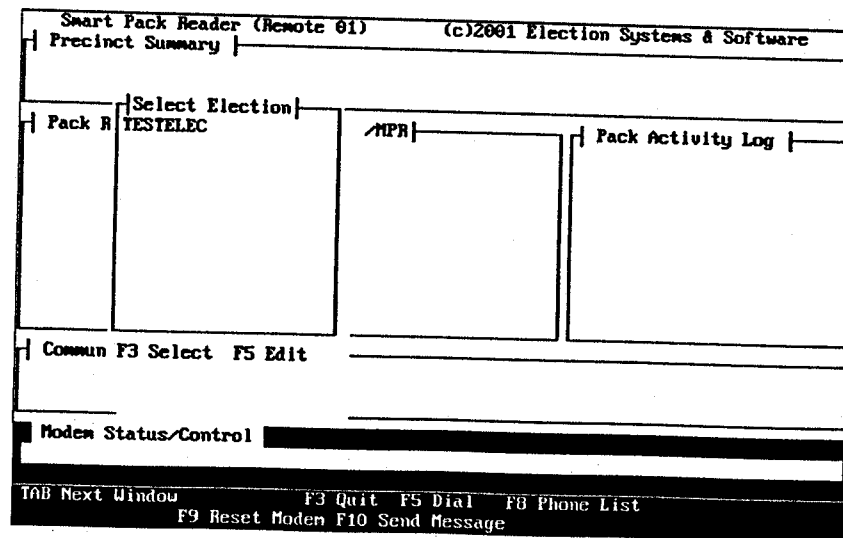 Smart Pack Reader (Remote 01) (c)2001 Election Systems & Software
Precinct Summary
Select Election
Pack R TESTELEC /MPR Pack Activity Log
Commun F3 Select F5 Edit
Modem Status/Control
TAB Next Window F3 Quit F5 Dial F8 Phone List
F9 Reset Modem F10 Send Message